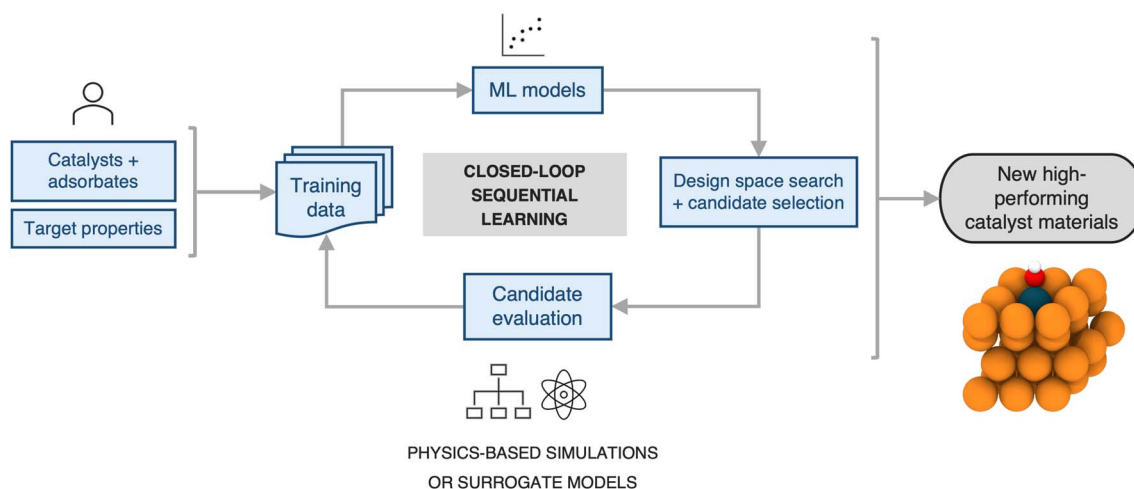 Catalysts +
adsorbates
Target properties
Training
data
ML models
CLOSED-LOOP
SEQUENTIAL
LEARNING
Design space search
+ candidate selection
Candidate
evaluation
PHYSICS-BASED SIMULATIONS
OR SURROGATE MODELS
New high-
performing
catalyst materials